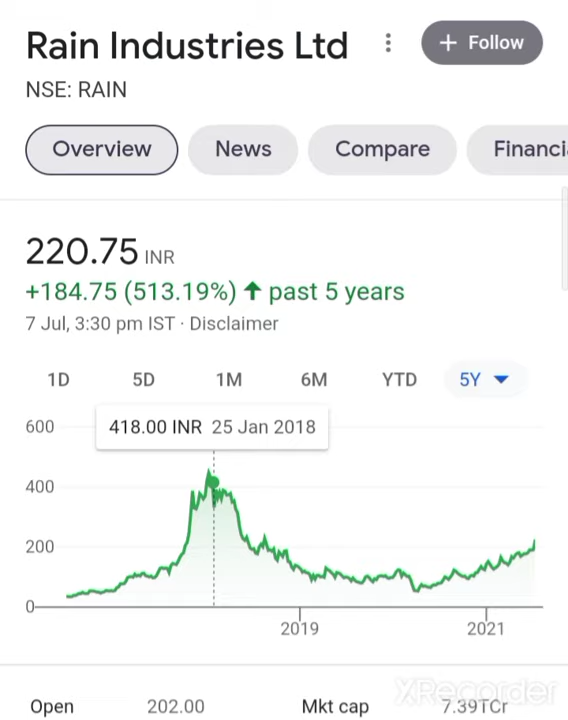 Rain Industries Ltd
+ Follow
NSE: RAIN
Overview News Compare Financi
220.75 INR
+184.75 (513.19%) ↑ past 5 years
7 Jul, 3:30 pm IST · Disclaimer
1D 5D 1M 6M YTD 5Y
600
418.00 INR 25 Jan 2018
400
200
0
2019 2021
XRecorder
Open 202.00 Mkt cap 7.39TCr